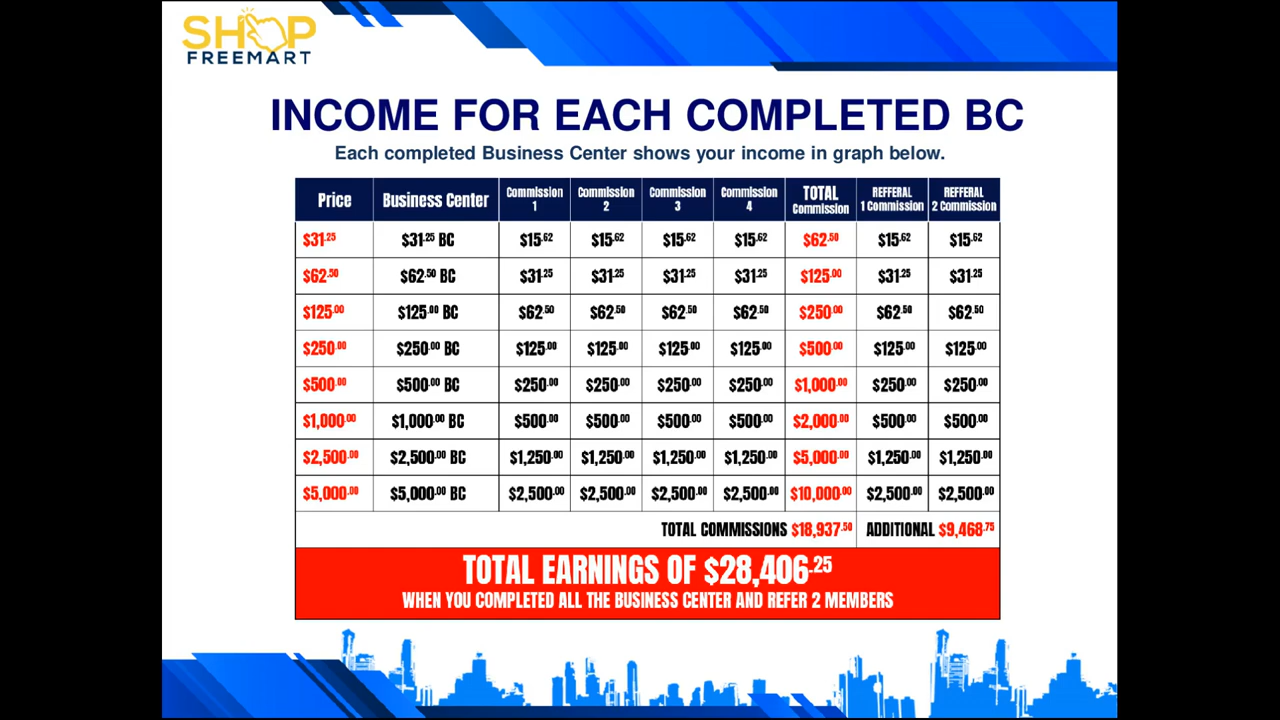 SHOP
FREEMART
INCOME FOR EACH COMPLETED BC
Each completed Business Center shows your income in graph below.
Price Business Center Commission 1 Commission 2 Commission 3 Commission 4 TOTAL Commission REFFERAL 1 Commission REFFERAL 2 Commission
$31.25 $31.25 BC $15.62 $15.62 $15.62 $15.62 $62.50 $15.62 $15.62
$62.50 $62.50 BC $31.25 $31.25 $31.25 $31.25 $125.00 $31.25 $31.25
$125.00 $125.00 BC $62.50 $62.50 $62.50 $62.50 $250.00 $62.50 $62.50
$250.00 $250.00 BC $125.00 $125.00 $125.00 $125.00 $500.00 $125.00 $125.00
$500.00 $500.00 BC $250.00 $250.00 $250.00 $250.00 $1,000.00 $250.00 $250.00
$1,000.00 $1,000.00 BC $500.00 $500.00 $500.00 $500.00 $2,000.00 $500.00 $500.00
$2,500.00 $2,500.00 BC $1,250.00 $1,250.00 $1,250.00 $1,250.00 $5,000.00 $1,250.00 $1,250.00
$5,000.00 $5,000.00 BC $2,500.00 $2,500.00 $2,500.00 $2,500.00 $10,000.00 $2,500.00 $2,500.00
TOTAL COMMISSIONS $18,937.50 ADDITIONAL $9,468.75
TOTAL EARNINGS OF $28,406.25
WHEN YOU COMPLETED ALL THE BUSINESS CENTER AND REFER 2 MEMBERS